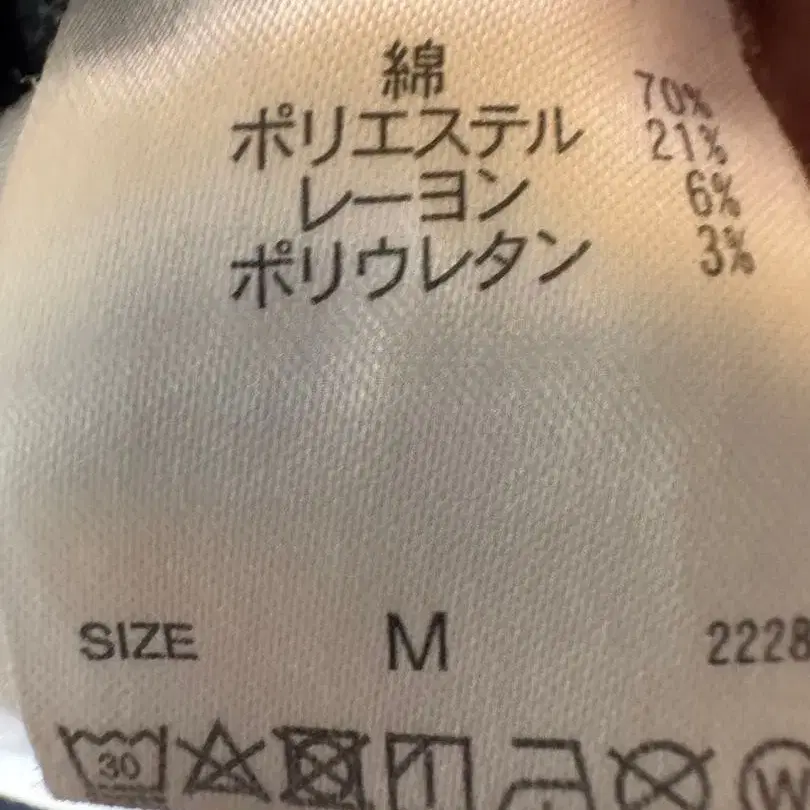 綿 70%
ポリエステル 21%
レーヨン 6%
ポリウレタン 3%
SIZE M 2228
30 W